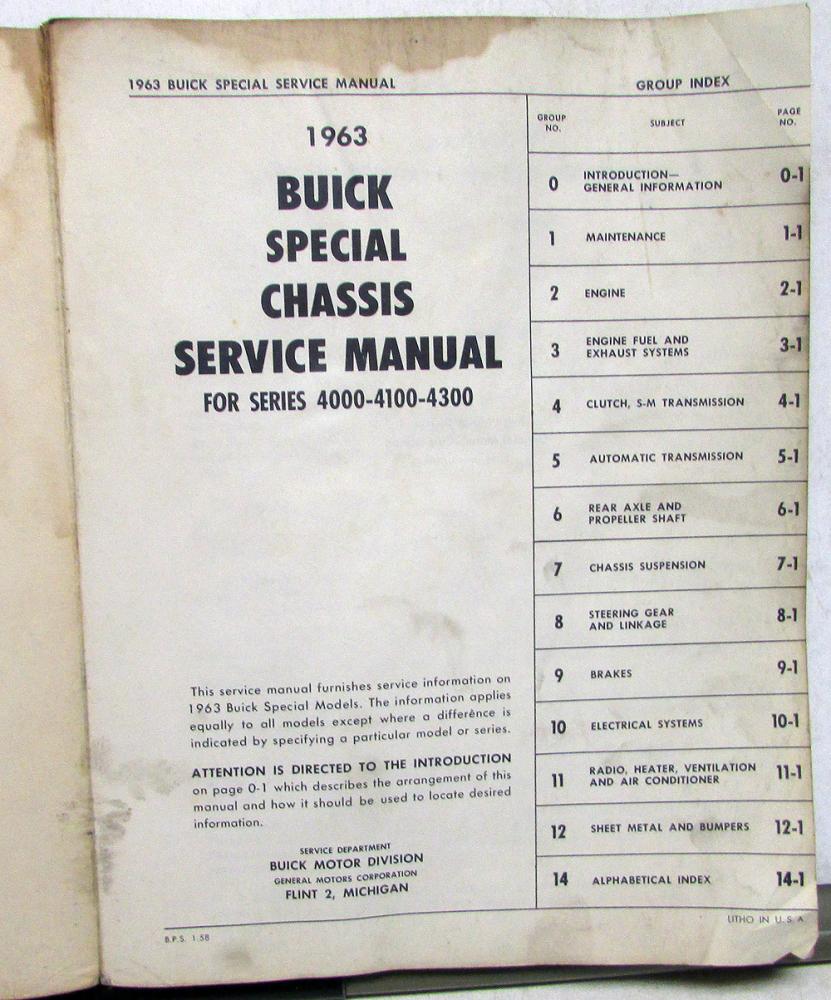 1963 BUICK SPECIAL SERVICE MANUAL
GROUP INDEX
1963
BUICK
SPECIAL
CHASSIS
SERVICE MANUAL
FOR SERIES 4000-4100-4300
This service manual furnishes service information on
1963 Buick Special Models. The information applies
equally to all models except where a difference is
indicated by specifying a particular model or series.
ATTENTION IS DIRECTED TO THE INTRODUCTION
on page 0-1 which describes the arrangement of this
manual and how it should be used to locate desired
information.
SERVICE DEPARTMENT
BUICK MOTOR DIVISION
GENERAL MOTORS CORPORATION
FLINT 2, MICHIGAN
B.P.S. 1.58
GROUP NO. SUBJECT PAGE NO.
0 INTRODUCTION—
GENERAL INFORMATION 0-1
1 MAINTENANCE 1-1
2 ENGINE 2-1
3 ENGINE FUEL AND
EXHAUST SYSTEMS 3-1
4 CLUTCH, S-M TRANSMISSION 4-1
5 AUTOMATIC TRANSMISSION 5-1
6 REAR AXLE AND
PROPELLER SHAFT 6-1
7 CHASSIS SUSPENSION 7-1
8 STEERING GEAR
AND LINKAGE 8-1
9 BRAKES 9-1
10 ELECTRICAL SYSTEMS 10-1
11 RADIO, HEATER, VENTILATION
AND AIR CONDITIONER 11-1
12 SHEET METAL AND BUMPERS 12-1
14 ALPHABETICAL INDEX 14-1
LITHO IN U. S. A.